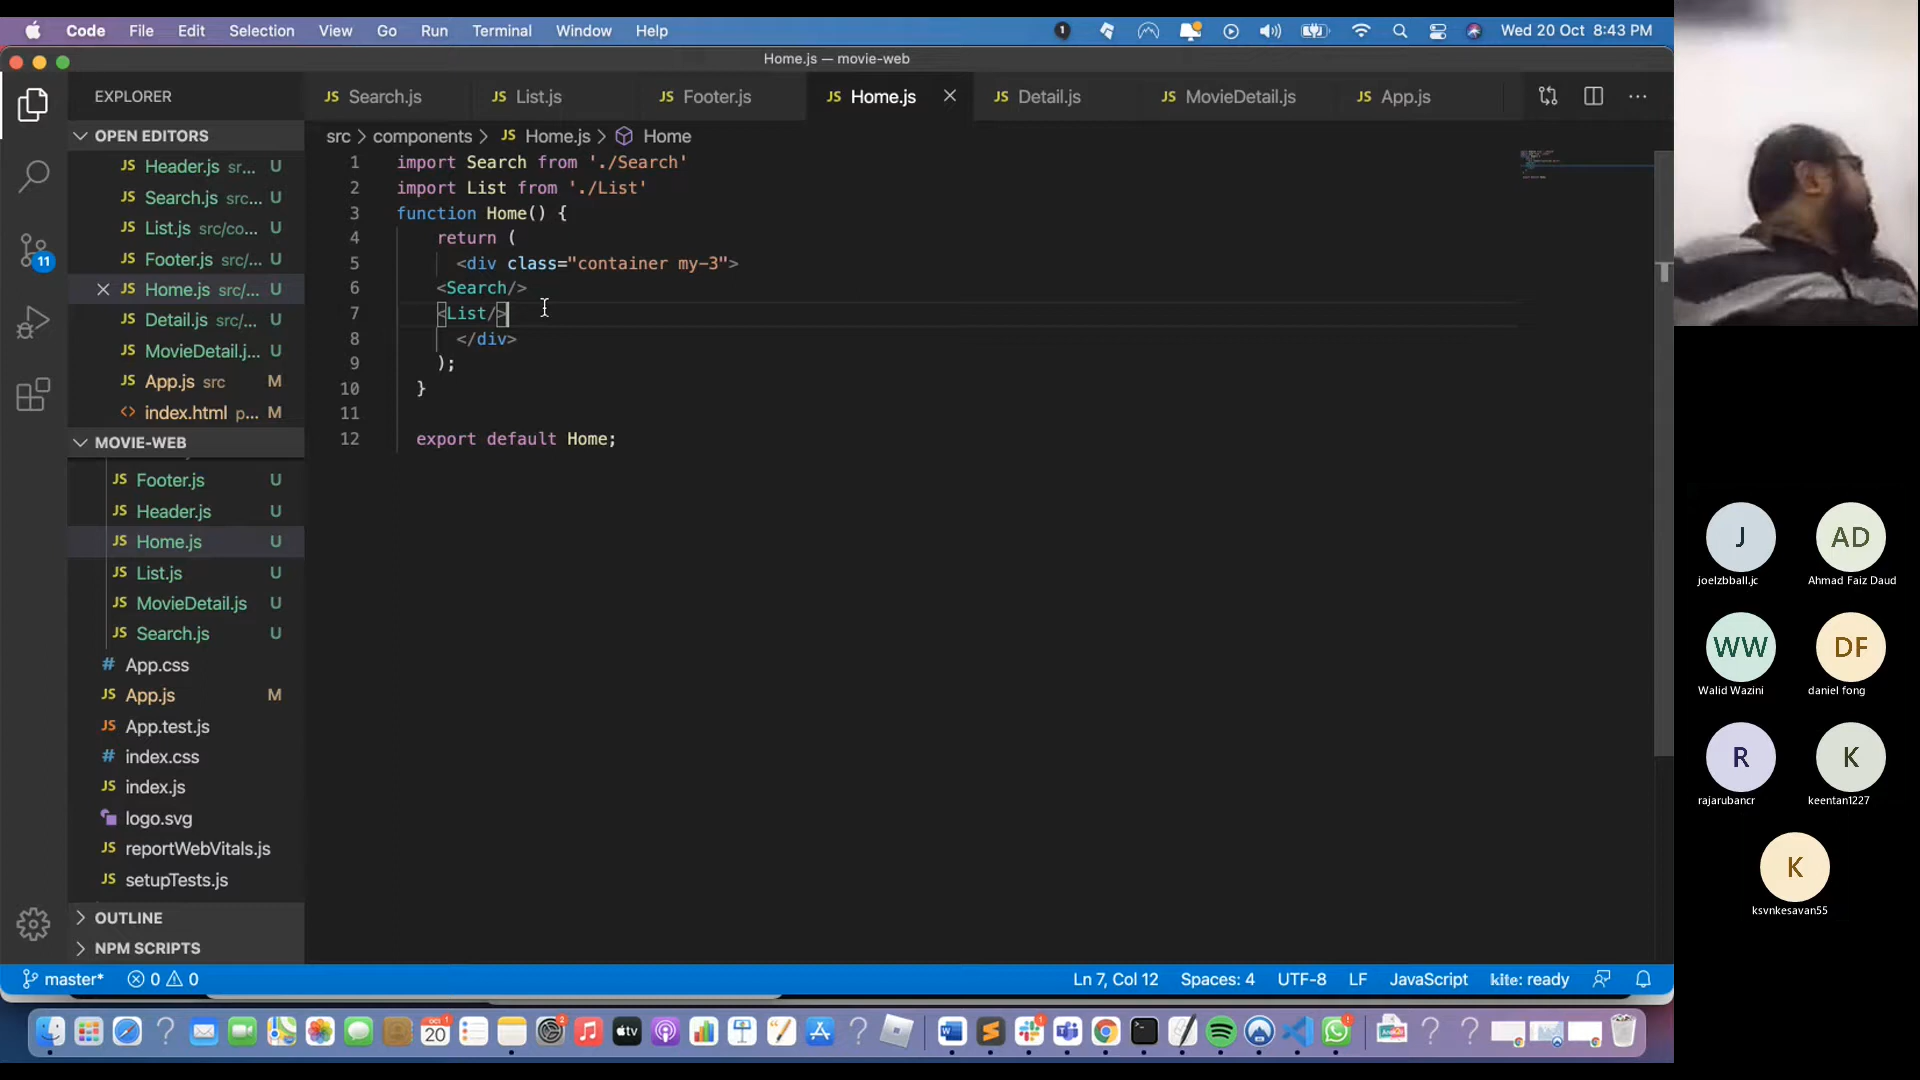 Code File Edit Selection View Go Run Terminal Window Help 1 Wed 20 Oct 8:43 PM
Home.js — movie-web
EXPLORER
JS Search.js JS List.js JS Footer.js JS Home.js JS Detail.js JS MovieDetail.js JS App.js
OPEN EDITORS
JS Header.js sr... U
JS Search.js src... U
JS List.js src/co... U
JS Footer.js src/... U
JS Home.js src/... U
JS Detail.js src/... U
JS MovieDetail.j... U
JS App.js src M
<> index.html p... M
MOVIE-WEB
JS Footer.js U
JS Header.js U
JS Home.js U
JS List.js U
JS MovieDetail.js U
JS Search.js U
# App.css
JS App.js M
JS App.test.js
# index.css
JS index.js
logo.svg
JS reportWebVitals.js
JS setupTests.js
OUTLINE
NPM SCRIPTS
11
src > components > JS Home.js > Home
1 import Search from './Search'
2 import List from './List'
3 function Home() {
4 return (
5 <div class="container my-3">
6 <Search/>
7 <List/>
8 </div>
9 );
10 }
11
12 export default Home;
master* 0 0 Ln 7, Col 12 Spaces: 4 UTF-8 LF JavaScript kite: ready
OCT 1
20 2
tv
1
J
joelzbball.jc
AD
Ahmad Faiz Daud
WW
Walid Wazini
DF
daniel fong
R
rajarubancr
K
keentan1227
K
ksvnkesavan55